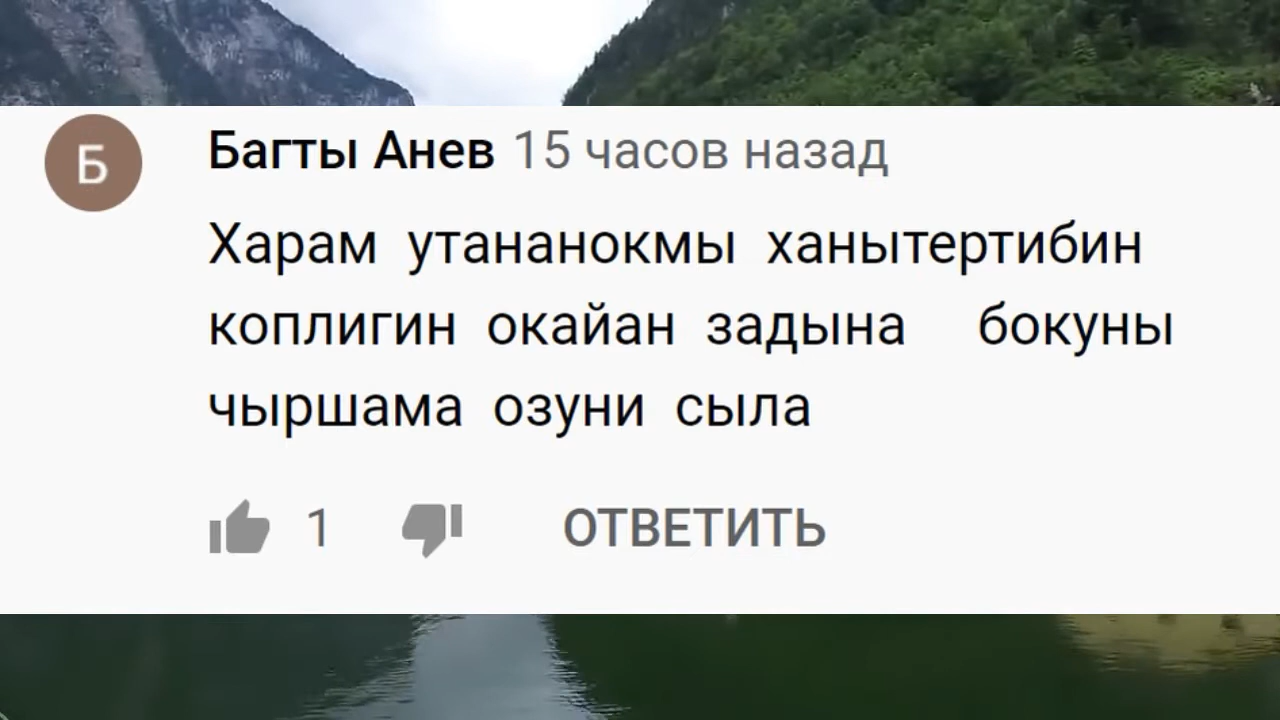 Б
Багты Анев 15 часов назад
Харам утананокмы ханытертибин
коплигин окайан задына бокуны
чыршама озуни сыла
1
ОТВЕТИТЬ